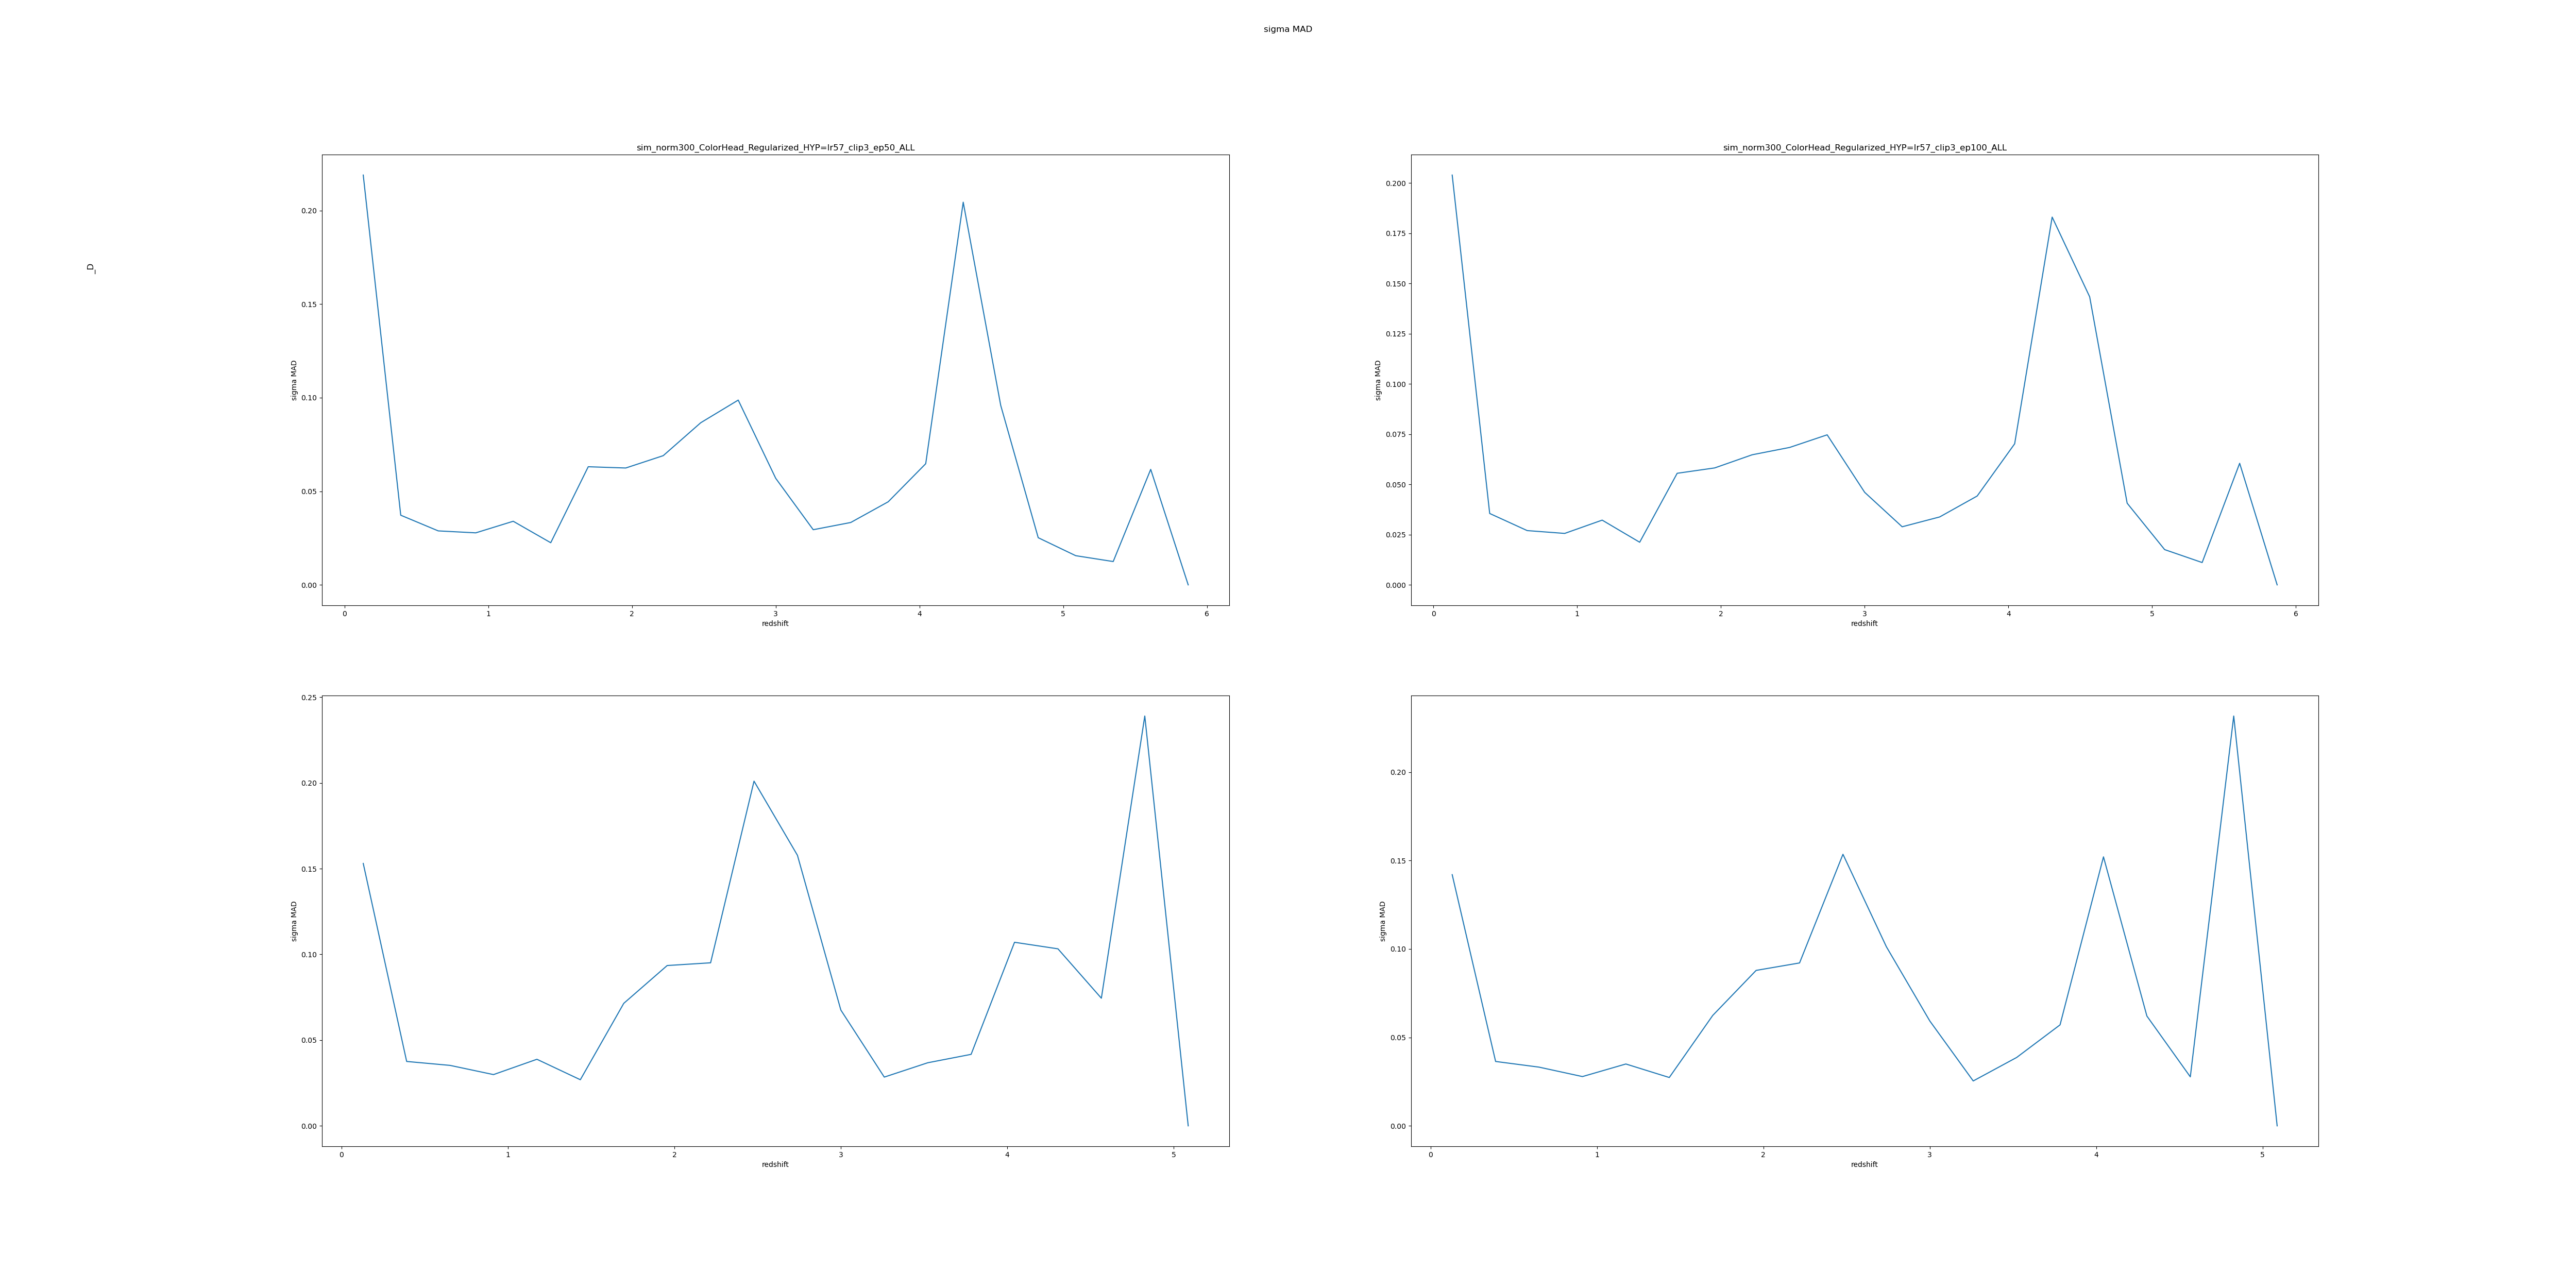 sigma MAD
_D
sim_norm300_ColorHead_Regularized_HYP=lr57_clip3_ep50_ALL
0.20
0.15
0.10
0.05
0.00
sigma MAD
0 1 2 3 4 5 6
redshift
sim_norm300_ColorHead_Regularized_HYP=lr57_clip3_ep100_ALL
0.200
0.175
0.150
0.125
0.100
0.075
0.050
0.025
0.000
sigma MAD
0 1 2 3 4 5 6
redshift
0.25
0.20
0.15
0.10
0.05
0.00
sigma MAD
0 1 2 3 4 5
redshift
0.20
0.15
0.10
0.05
0.00
sigma MAD
0 1 2 3 4 5
redshift